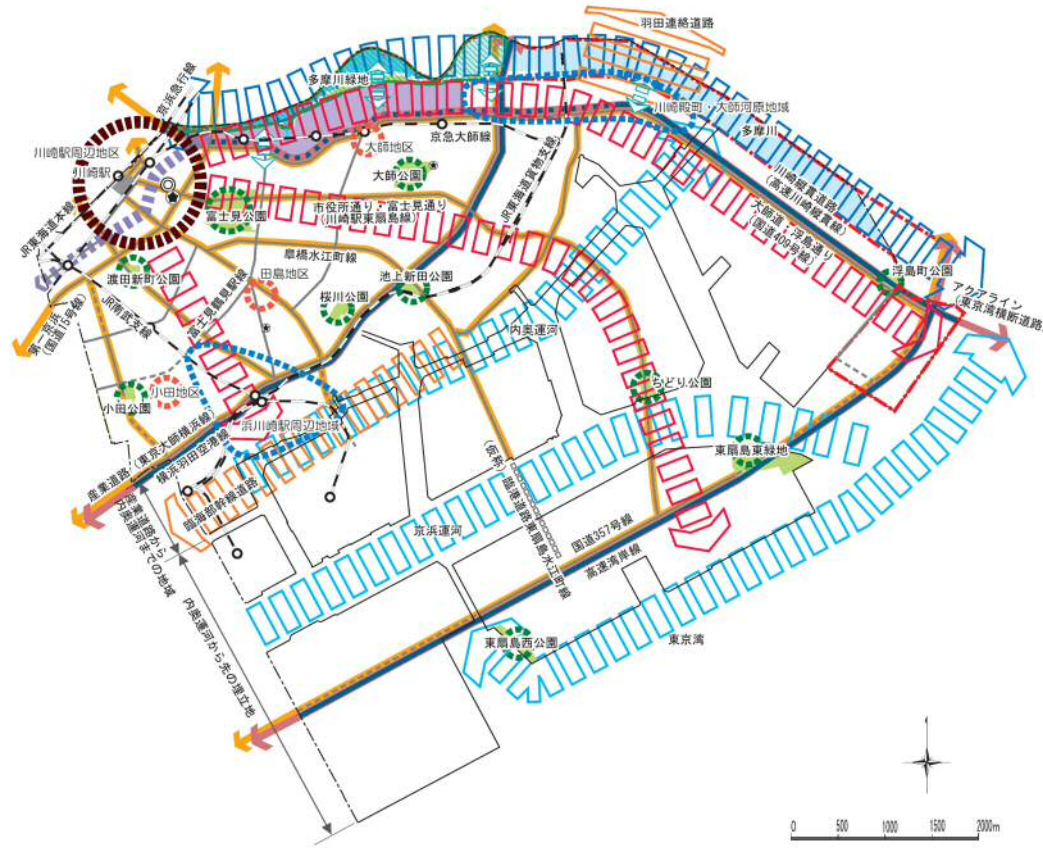 羽田連絡道路
京浜急行線
多摩川緑地
川崎殿町・大師河原地域
多摩川
川崎駅周辺地区
川崎駅
京急大師線
大師地区
大師公園
JR東海道貨物支線
川崎縦貫道路
(高速川崎縦貫線)
大師道・浮島通り
(国道409号線)
富士見公園
市役所通り・富士見通り
(川崎駅東扇島線)
JR東海道本線
皐橋水江町線
浮島町公園
アクアライン
(東京湾横断道路)
渡田新町公園
田島地区
池上新田公園
富士見鶴見駅線
桜川公園
JR南武支線
第一京浜
(国道15号線)
内奥運河
小田公園
小田地区
ちどり公園
浜川崎駅周辺地域
産業道路(東京大師横浜線)
横浜羽田空港線
東扇島東緑地
臨海部幹線道路
(仮称)臨港道路東扇島水江町線
産業道路から
内奥運河までの地域
京浜運河
国道357号線
高速湾岸線
内奥運河から先の埋立地
東扇島西公園
東京湾
0 500 1000 1500 2000m